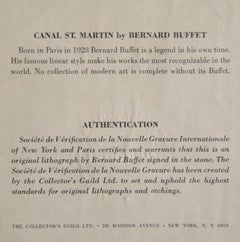 CANAL ST. MARTIN by BERNARD BUFFET
Born in Paris in 1928 Bernard Buffet is a legend in his own time.
His famous linear style make his works the most recognizable in the
world. No collection of modern art is complete without its Buffet.
AUTHENTICATION
Société de Vérification de la Nouvelle Gravure Internationale
of New York and Paris certifies and warrants that this is an
original lithograph by Bernard Buffet signed in the stone. The
Société de Vérification de la Nouvelle Gravure has been created
by the Collector's Guild Ltd. to set and uphold the highest
standards for original lithographs and etchings.
THE COLLECTOR'S GUILD LTD. • 185 MADISON AVENUE • NEW YORK, N. Y. 10016